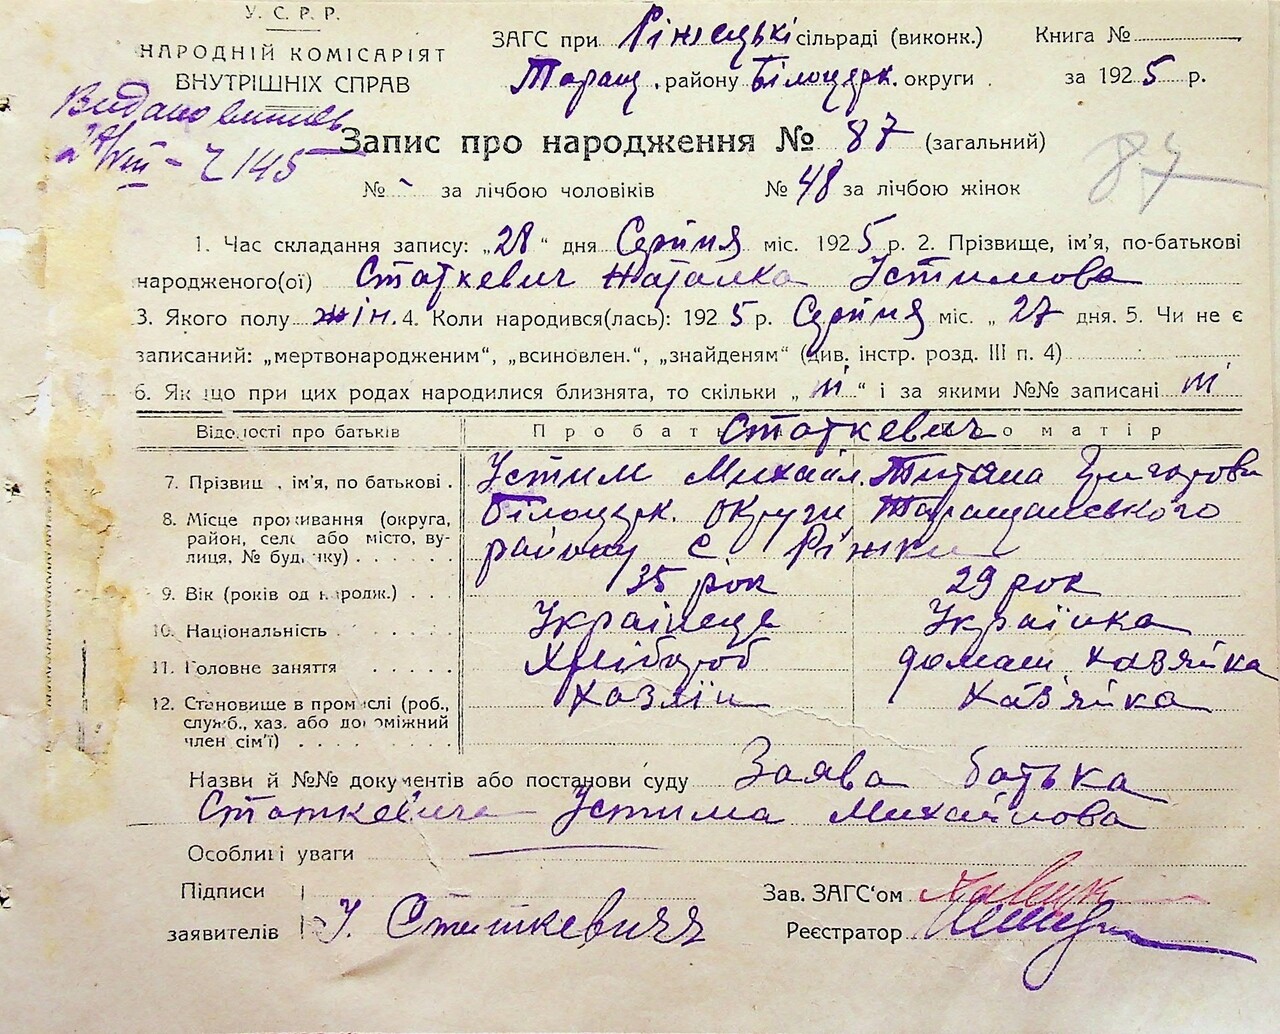 У. С. Р. Р.
НАРОДНІЙ КОМІСАРІЯТ
ВНУТРІШНІХ СПРАВ
ЗАГС при Ріжецькі сільраді (виконк.) Книга №
Таращ. району Білоцерк. округи за 1925 р.
Запис про народження № 87 (загальний)
87
№ - за лічбою чоловіків № 48 за лічбою жінок
1. Час складання запису: „28“ дня Серпня міс. 1925 р. 2. Прізвище, ім'я, по-батькові
народженого(ої) Статкевич Наталка Устимова
3. Якого полу жін. 4. Коли народився(лась): 1925 р. Серпня міс. „27 дня. 5. Чи не є
записаний: „мертвонародженим“, „всиновлен.“, „знайденям“ (див. інстр. розд. III п. 4)
6. Як що при цих родах народилися близнята, то скільки „ “ і за якими №№ записані
Відомості про батьків Про бать Статкевич о матір
7. Прізвищ , ім'я, по батькові . Устим Михайл. Титяна Григорова
8. Місце проживання (округа, район, село або місто, вулиця, № будинку) Білоцерк. округи Таращанського
району с Ріжки
9. Вік (років од народж.) 35 рок 29 рок
10. Національність Українець Українка
11. Головне заняття Хлібороб домаш хазяйка
12. Становище в промислі (роб., Хазяїн Хазяйка
служб., хаз. або допоміжний
член сім'ї)
Назви й №№ документів або постанови суду Заява батька
Статкевича Устима Михайлова
Особливі уваги
Підписи Зав. ЗАГС'ом
заявителів У. Статкевич Реєстратор